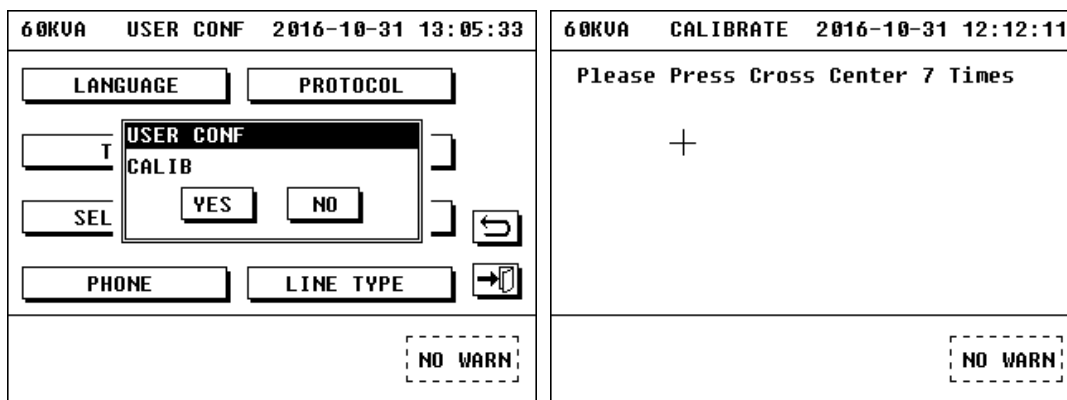 60KVA USER CONF 2016-10-31 13:05:33
LANGUAGE PROTOCOL
T
USER CONF
CALIB
YES NO
SEL
PHONE LINE TYPE
NO WARN
60KVA CALIBRATE 2016-10-31 12:12:11
Please Press Cross Center 7 Times
NO WARN